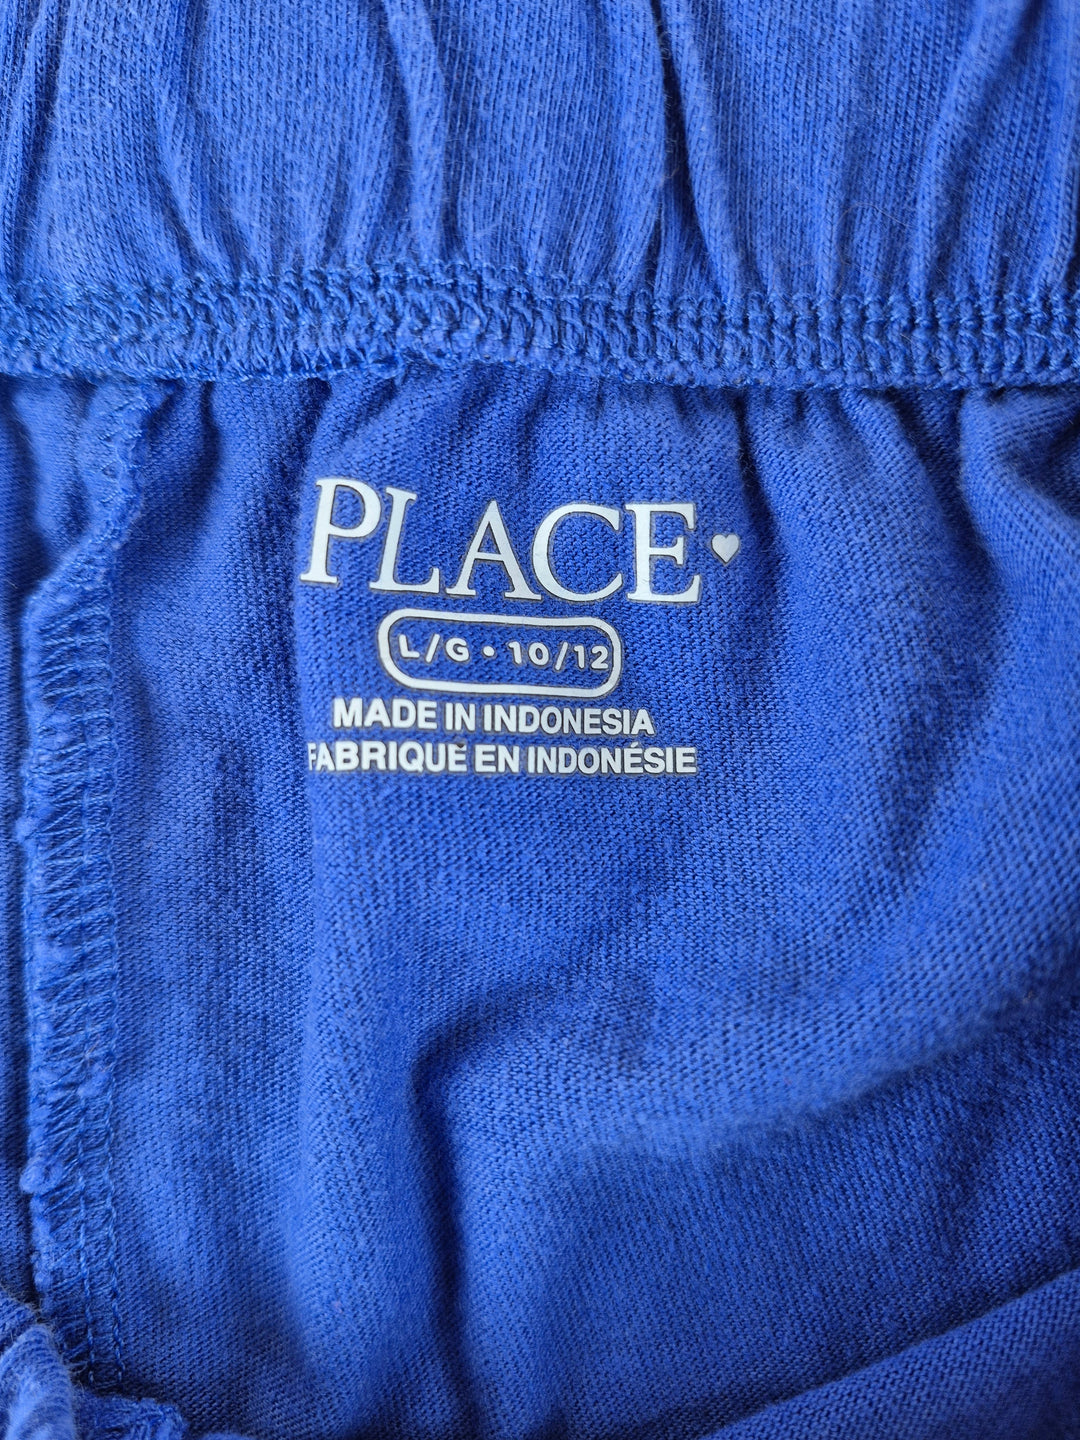 PLACE
L/G • 10/12
MADE IN INDONESIA
FABRIQUÉ EN INDONÉSIE